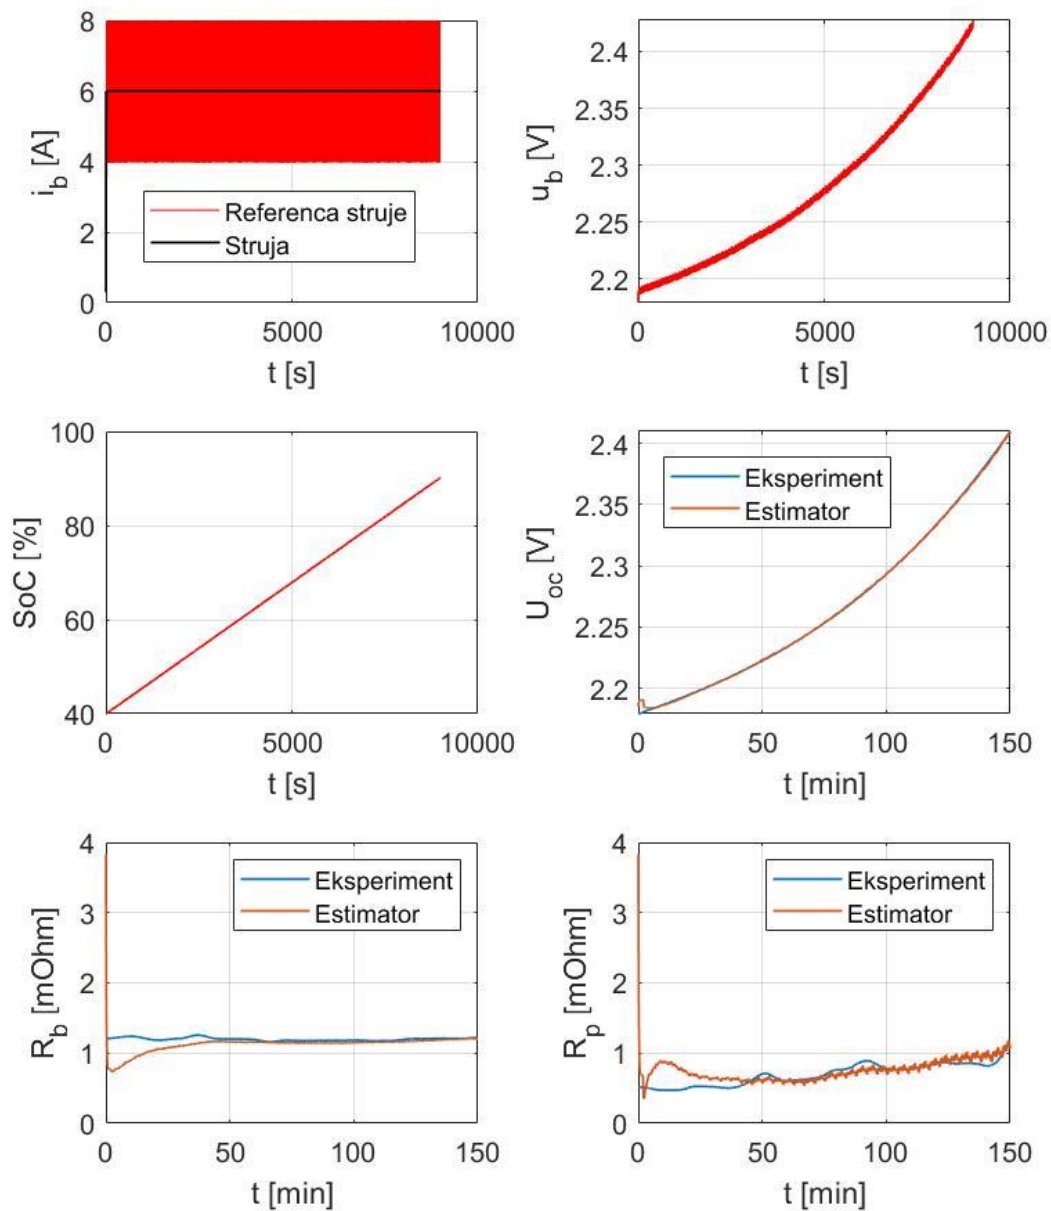 8
6
4
2
0
i_b [A]
Referenca struje
Struja
0
5000
10000
t [s]
2.4
2.35
2.3
2.25
2.2
u_b [V]
0
5000
10000
t [s]
100
80
60
40
SoC [%]
0
5000
10000
t [s]
2.4
2.35
2.3
2.25
2.2
U_oc [V]
Eksperiment
Estimator
0
50
100
150
t [min]
4
3
2
1
0
R_b [mOhm]
Eksperiment
Estimator
0
50
100
150
t [min]
4
3
2
1
0
R_p [mOhm]
Eksperiment
Estimator
0
50
100
150
t [min]